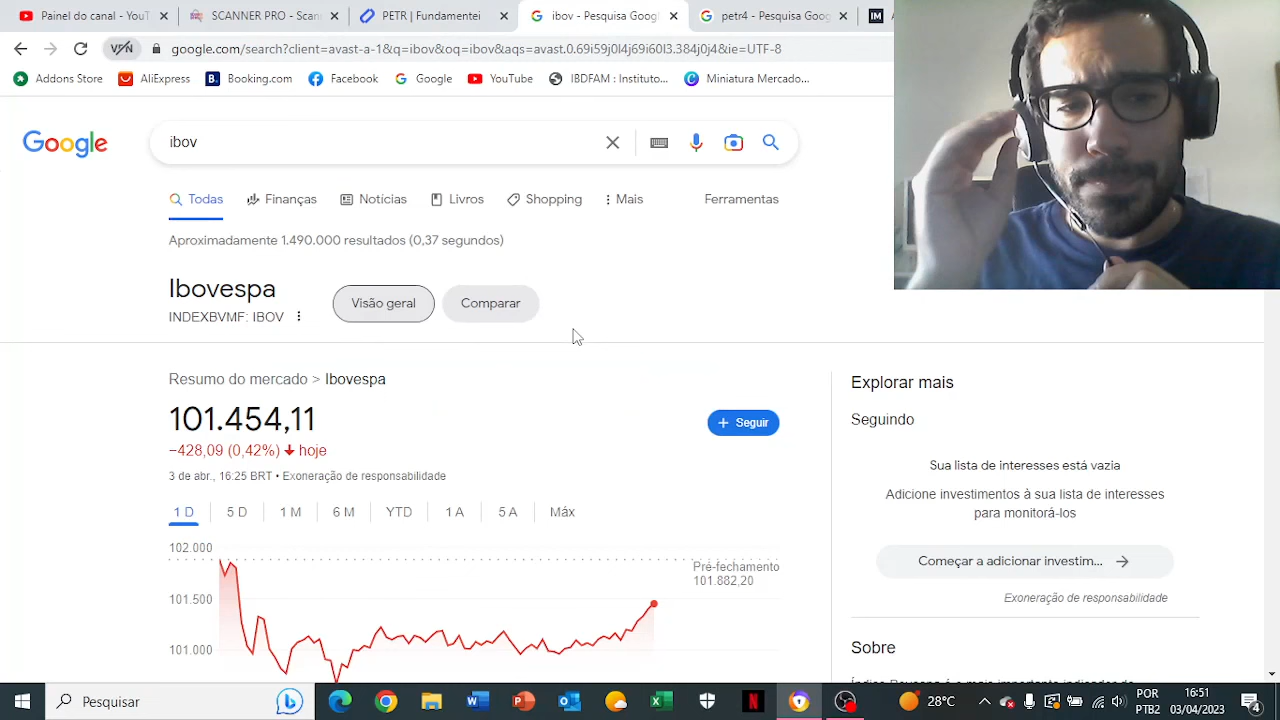 Painel do canal - YouT
SCANNER PRO - Scann
PETR | Fundamentei
ibov - Pesquisa Googl
petr4 - Pesquisa Goog
IM
VPN
google.com/search?client=avast-a-1&q=ibov&oq=ibov&aqs=avast.0.69i59j0l4j69i60l3.384j0j4&ie=UTF-8
Addons Store
AliExpress
B.
Booking.com
Facebook
Google
YouTube
IBDFAM : Instituto...
Miniatura Mercado...
Google
ibov
Todas
Finanças
Notícias
Livros
Shopping
Mais
Ferramentas
Aproximadamente 1.490.000 resultados (0,37 segundos)
Ibovespa
Visão geral
Comparar
INDEXBVMF: IBOV
Resumo do mercado > Ibovespa
101.454,11
+ Seguir
−428,09 (0,42%) hoje
3 de abr., 16:25 BRT • Exoneração de responsabilidade
1 D
5 D
1 M
6 M
YTD
1 A
5 A
Máx
102.000
101.500
101.000
Pré-fechamento
101.882,20
Explorar mais
Seguindo
Sua lista de interesses está vazia
Adicione investimentos à sua lista de interesses
para monitorá-los
Começar a adicionar investim...
Exoneração de responsabilidade
Sobre
Pesquisar
28°C
POR
PTB2
16:51
03/04/2023
4